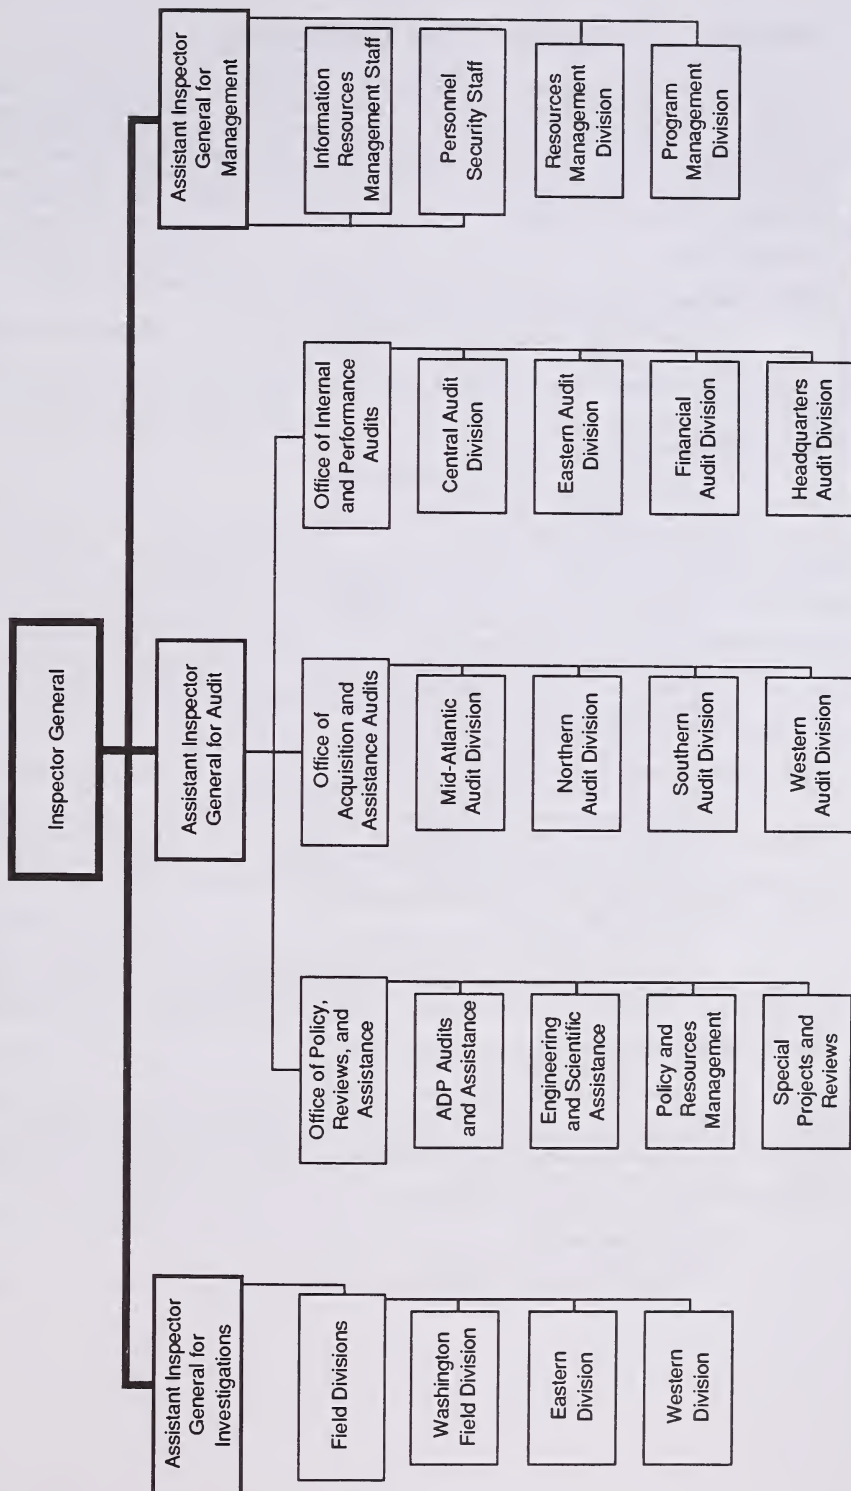 Inspector General
Assistant Inspector
General for
Investigations
Field Divisions
Washington
Field Division
Eastern
Division
Western
Division
Assistant Inspector
General for Audit
Office of Policy,
Reviews, and
Assistance
ADP Audits
and Assistance
Engineering
and Scientific
Assistance
Policy and
Resources
Management
Special
Projects and
Reviews
Office of
Acquisition and
Assistance Audits
Mid-Atlantic
Audit Division
Northern
Audit Division
Southern
Audit Division
Western
Audit Division
Office of Internal
and Performance
Audits
Central Audit
Division
Eastern Audit
Division
Financial
Audit Division
Headquarters
Audit Division
Assistant Inspector
General for
Management
Information
Resources
Management Staff
Personnel
Security Staff
Resources
Management
Division
Program
Management
Division